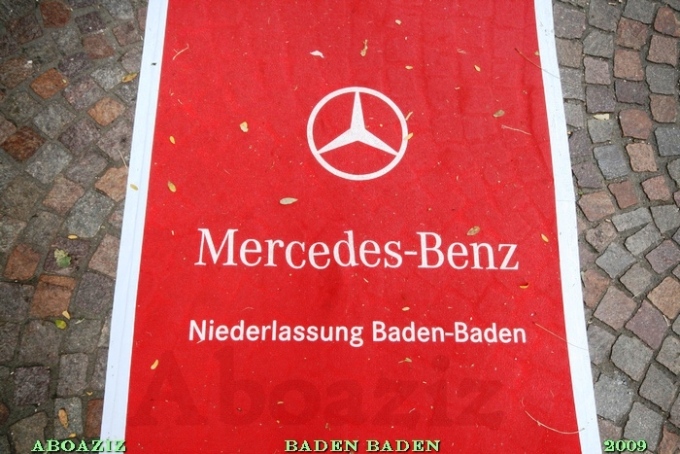 Mercedes-Benz
Niederlassung Baden-Baden
Aboaziz
ABOAZIZ BADEN BADEN 2009